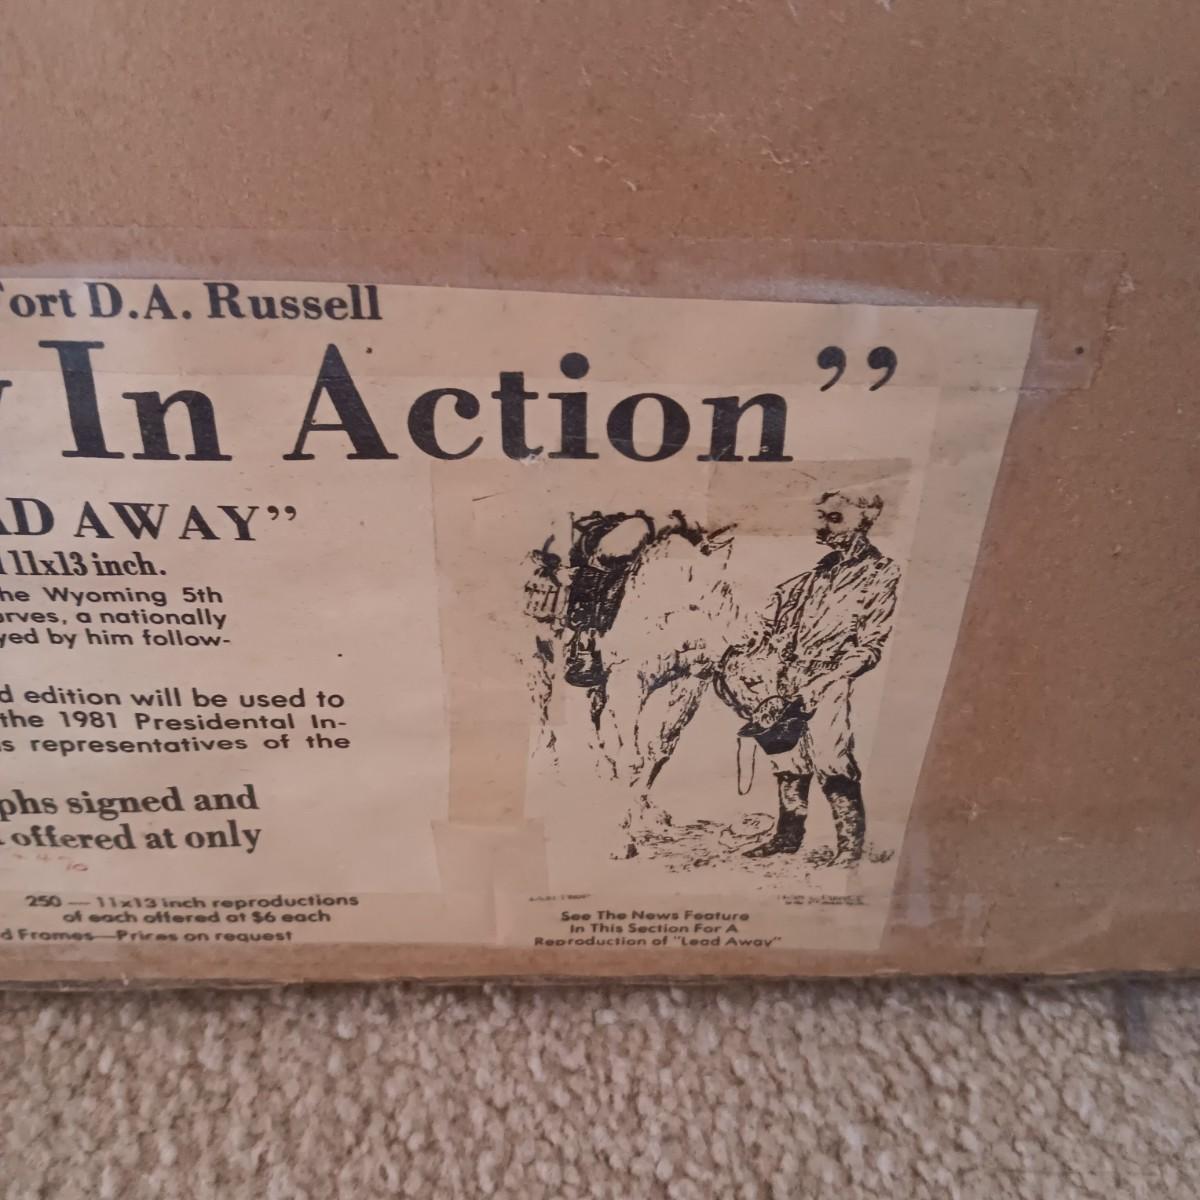 Fort D.A. Russell
In Action”
AD AWAY”
11x13 inch.
he Wyoming 5th
rves, a nationally
yed by him follow-
d edition will be used to
the 1981 Presidental In-
s representatives of the
phs signed and
offered at only
250 — 11x13 inch reproductions
of each offered at $6 each
d Frames—Prices on request
See The News Feature
In This Section For A
Reproduction of "Lead Away"